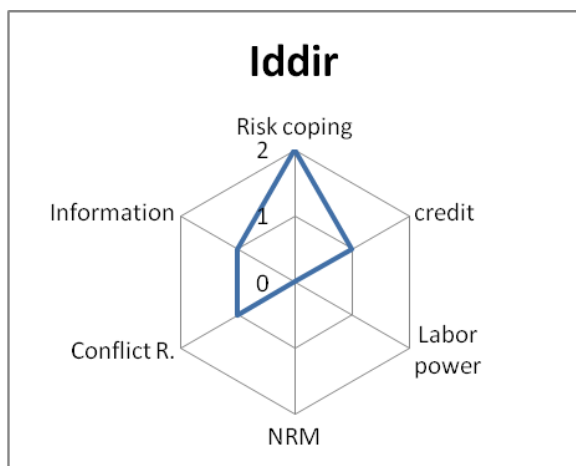 Iddir
Risk coping
2
Information
1
credit
0
Conflict R.
Labor
power
NRM